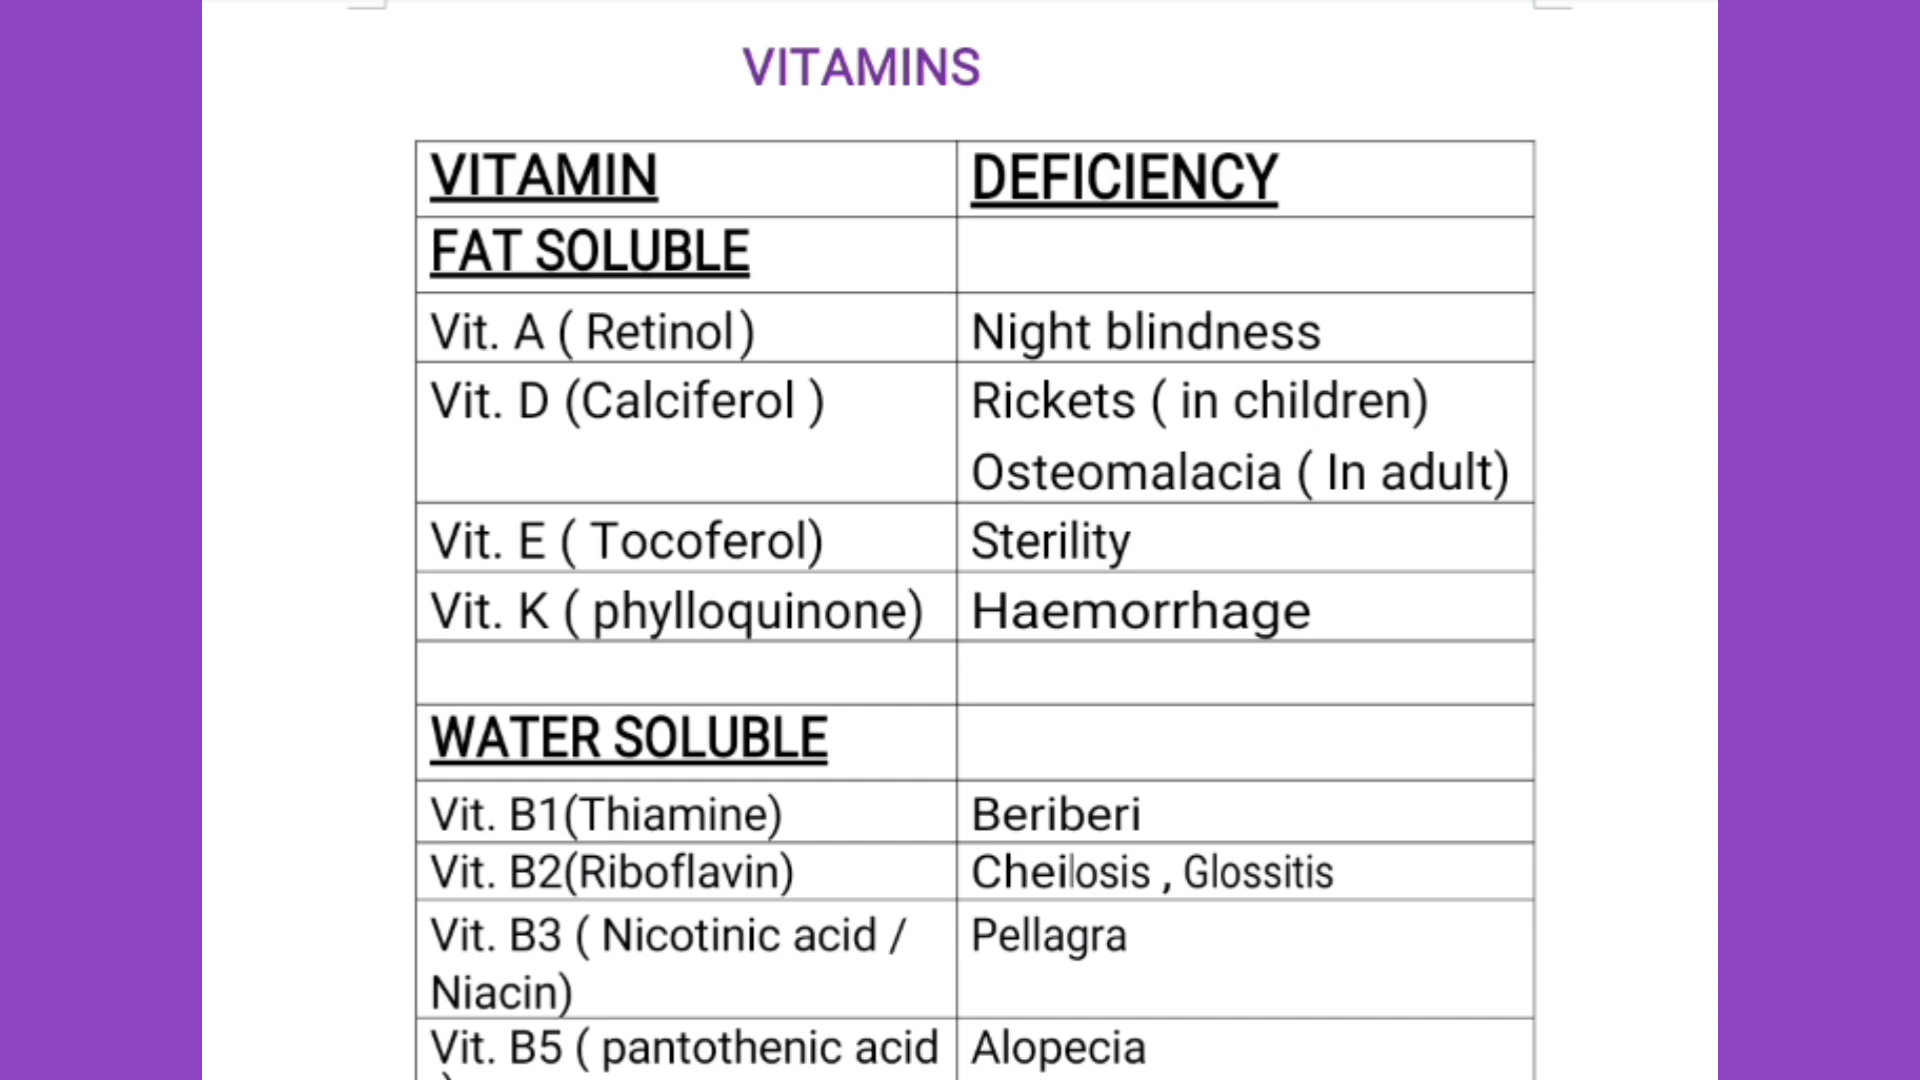 VITAMINS
VITAMIN DEFICIENCY
FAT SOLUBLE
Vit. A ( Retinol) Night blindness
Vit. D (Calciferol ) Rickets ( in children)
Osteomalacia ( In adult)
Vit. E ( Tocoferol) Sterility
Vit. K ( phylloquinone) Haemorrhage
WATER SOLUBLE
Vit. B1(Thiamine) Beriberi
Vit. B2(Riboflavin) Cheilosis , Glossitis
Vit. B3 ( Nicotinic acid / Pellagra
Niacin)
Vit. B5 ( pantothenic acid Alopecia
)